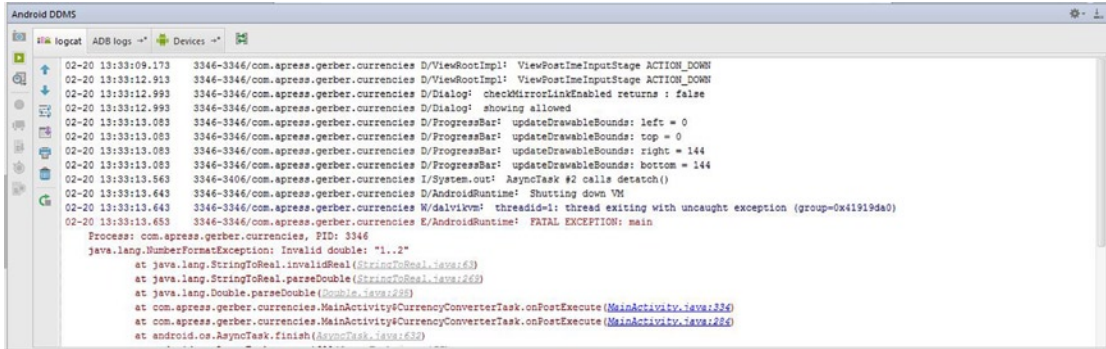 Android DDMS
logcat ADB logs Devices
02-20 13:33:09.173 3346-3346/com.apress.gerber.currencies D/ViewRootImpl: ViewPostImeInputStage ACTION_DOWN
02-20 13:33:12.913 3346-3346/com.apress.gerber.currencies D/ViewRootImpl: ViewPostImeInputStage ACTION_DOWN
02-20 13:33:12.993 3346-3346/com.apress.gerber.currencies D/Dialog: checkMirrorLinkEnabled returns : false
02-20 13:33:12.993 3346-3346/com.apress.gerber.currencies D/Dialog: showing allowed
02-20 13:33:13.083 3346-3346/com.apress.gerber.currencies D/ProgressBar: updateDrawableBounds: left = 0
02-20 13:33:13.083 3346-3346/com.apress.gerber.currencies D/ProgressBar: updateDrawableBounds: top = 0
02-20 13:33:13.083 3346-3346/com.apress.gerber.currencies D/ProgressBar: updateDrawableBounds: right = 144
02-20 13:33:13.083 3346-3346/com.apress.gerber.currencies D/ProgressBar: updateDrawableBounds: bottom = 144
02-20 13:33:13.563 3346-3406/com.apress.gerber.currencies I/System.out: AsyncTask #2 calls detatch()
02-20 13:33:13.643 3346-3346/com.apress.gerber.currencies D/AndroidRuntime: Shutting down VM
02-20 13:33:13.643 3346-3346/com.apress.gerber.currencies W/dalvikvm: threadid=1: thread exiting with uncaught exception (group=0x41919da0)
02-20 13:33:13.653 3346-3346/com.apress.gerber.currencies E/AndroidRuntime: FATAL EXCEPTION: main
Process: com.apress.gerber.currencies, PID: 3346
java.lang.NumberFormatException: Invalid double: "1..2"
at java.lang.StringToReal.invalidReal(StringToReal.java:63)
at java.lang.StringToReal.parseDouble(StringToReal.java:269)
at java.lang.Double.parseDouble(Double.java:295)
at com.apress.gerber.currencies.MainActivity$CurrencyConverterTask.onPostExecute(MainActivity.java:334)
at com.apress.gerber.currencies.MainActivity$CurrencyConverterTask.onPostExecute(MainActivity.java:284)
at android.os.AsyncTask.finish(AsyncTask.java:632)